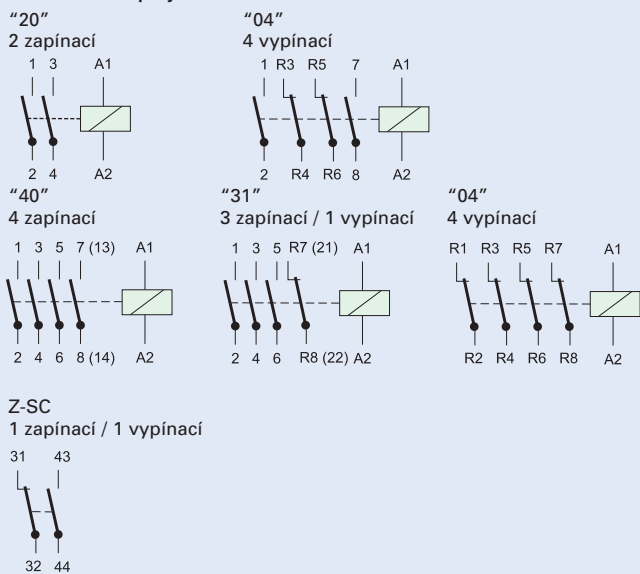 “20”
2 zapínací
1 3 A1
2 4 A2
“04”
4 vypínací
1 R3 R5 7 A1
2 R4 R6 8 A2
“40”
4 zapínací
1 3 5 7 (13) A1
2 4 6 8 (14) A2
“31”
3 zapínací / 1 vypínací
1 3 5 R7 (21) A1
2 4 6 R8 (22) A2
“04”
4 vypínací
R1 R3 R5 R7 A1
R2 R4 R6 R8 A2
Z-SC
1 zapínací / 1 vypínací
31 43
32 44